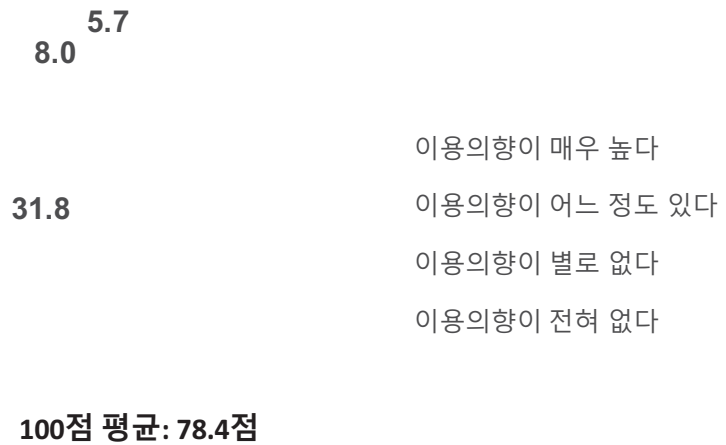 5.7
8.0
이용의향이 매우 높다
31.8
이용의향이 어느 정도 있다
이용의향이 별로 없다
이용의향이 전혀 없다
100점 평균: 78.4점